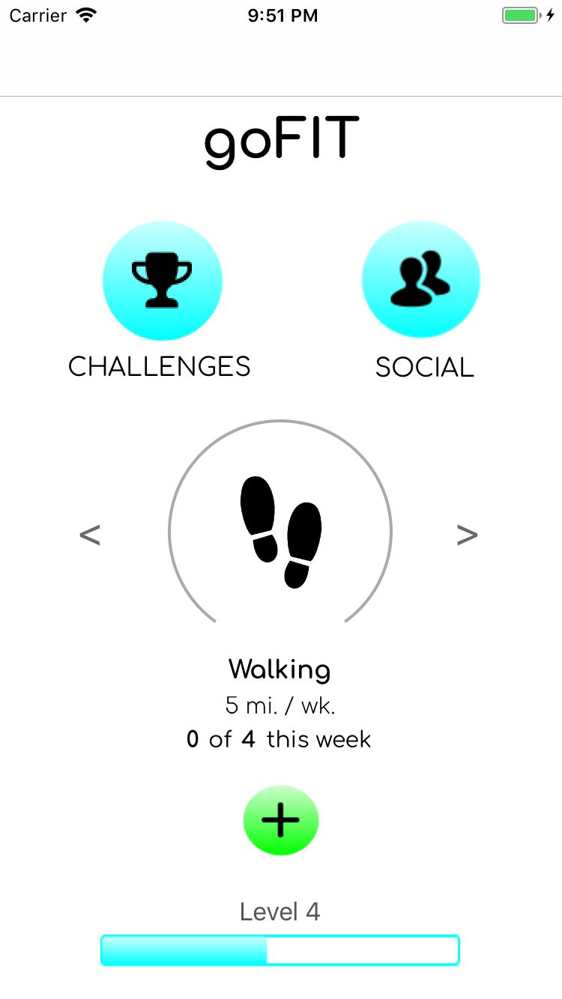 Carrier 9:51 PM
goFIT
CHALLENGES SOCIAL
< >
Walking
5 mi. / wk.
0 of 4 this week
+
Level 4